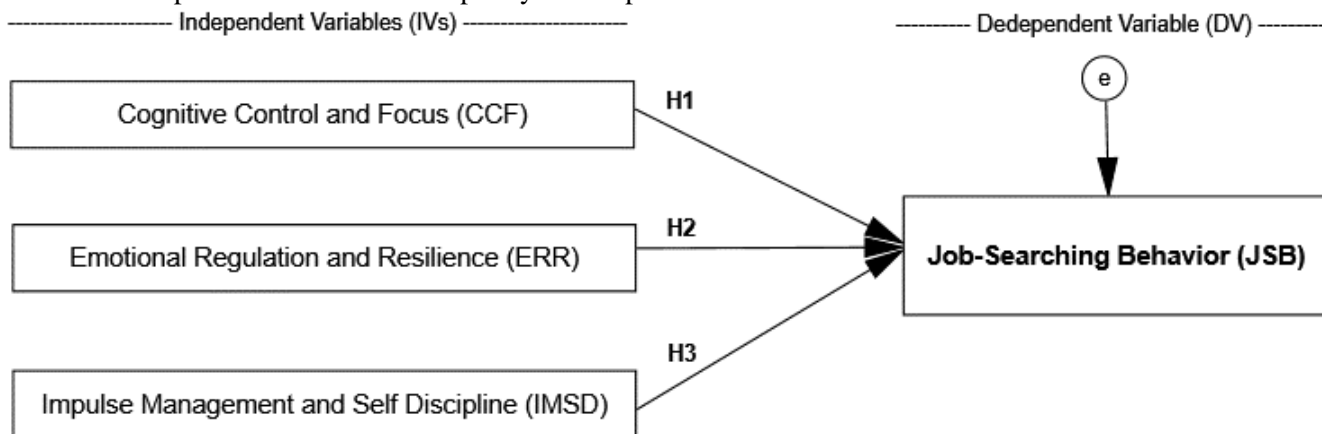 Independent Variables (IVs)
Dedependent Variable (DV)
e
Cognitive Control and Focus (CCF)
H1
Emotional Regulation and Resilience (ERR)
H2
Job-Searching Behavior (JSB)
H3
Impulse Management and Self Discipline (IMSD)